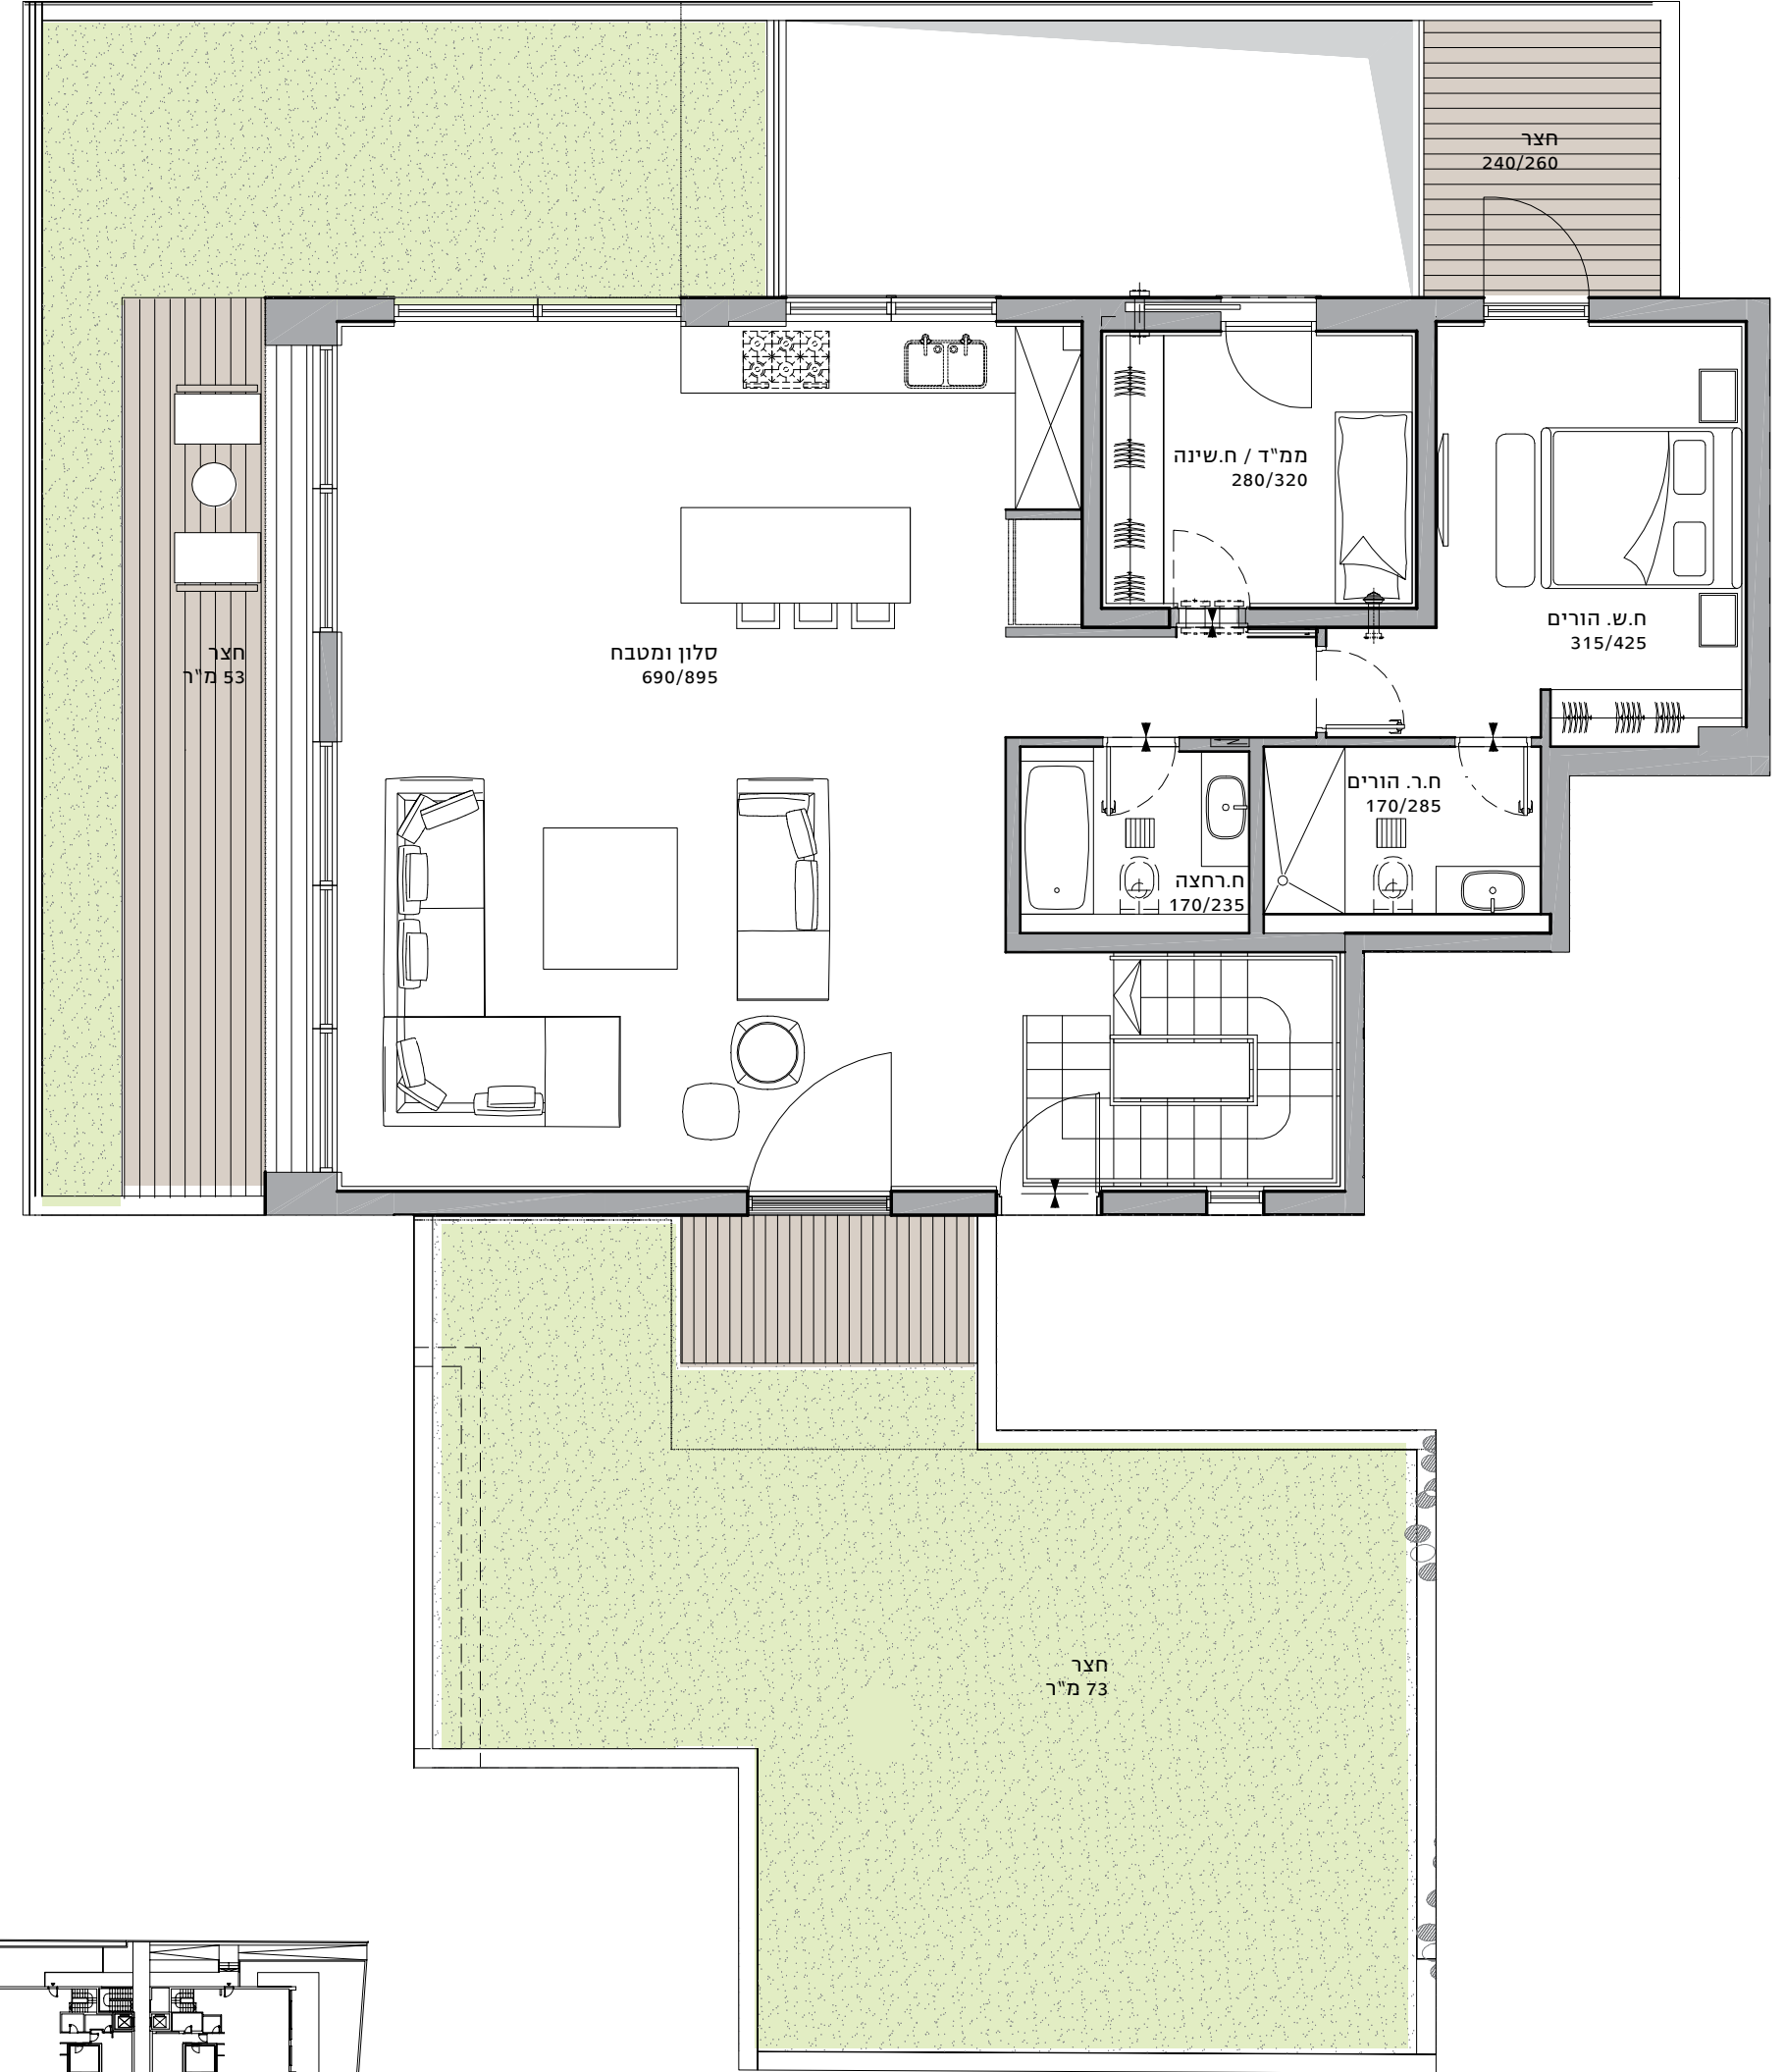 חצר
240/260
ממ"ד / ח.שינה
280/320
ח.ש. הורים
315/425
חצר
53 מ"ר
סלון ומטבח
690/895
ח.ר. הורים
170/285
ח.רחצה
170/235
חצר
73 מ"ר